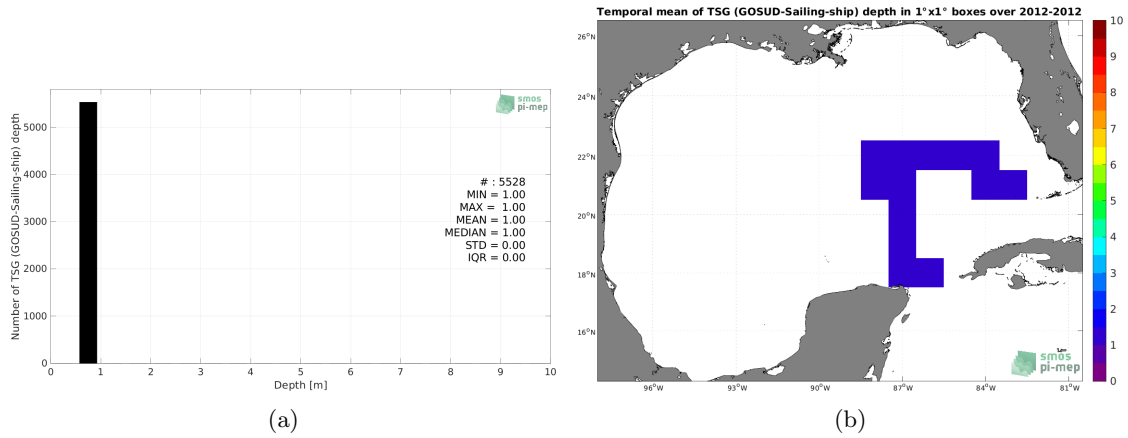 Number of TSG (GOSUD-Sailing-ship) depth
5000
4000
3000
2000
1000
0
0 1 2 3 4 5 6 7 8 9 10
Depth [m]
smos
pi-mep
# : 5528
MIN = 1.00
MAX = 1.00
MEAN = 1.00
MEDIAN = 1.00
STD = 0.00
IQR = 0.00
(a)
Temporal mean of TSG (GOSUD-Sailing-ship) depth in 1°x1° boxes over 2012-2012
26°N
24°N
22°N
20°N
18°N
16°N
96°W 93°W 90°W 87°W 84°W 81°W
smos
pi-mep
10
9
8
7
6
5
4
3
2
1
0
(b)